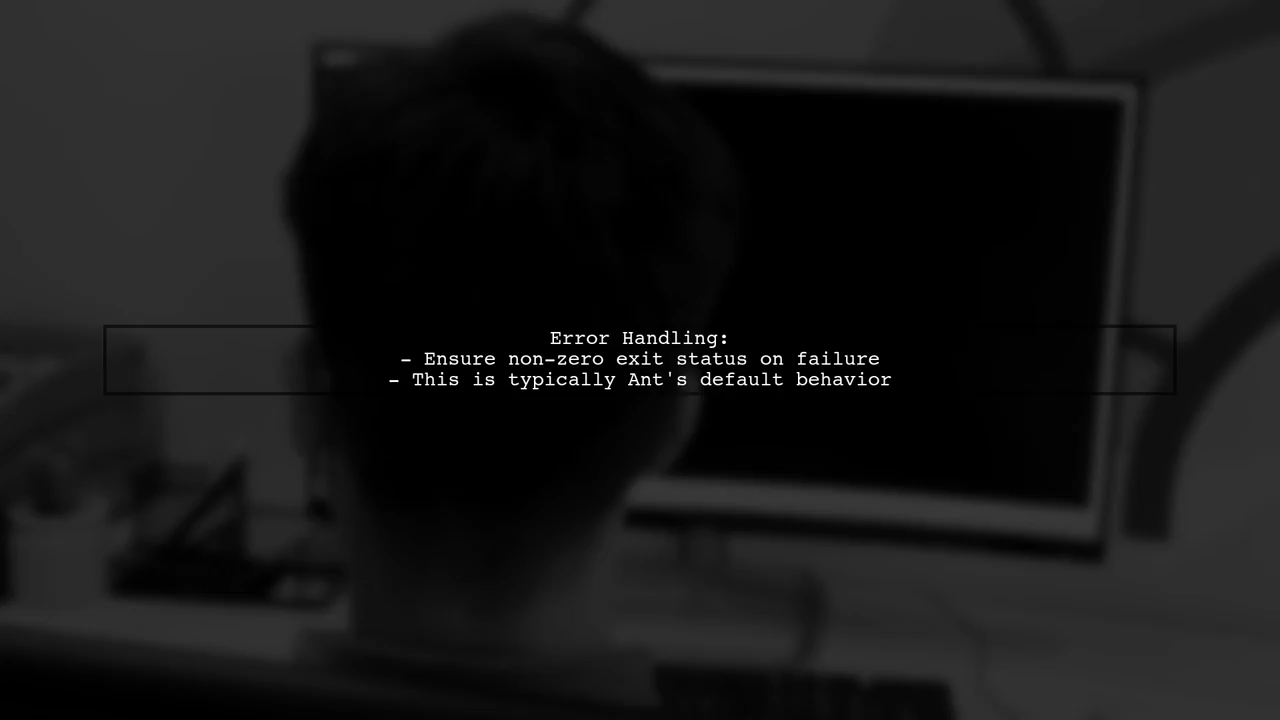 Error Handling:
- Ensure non-zero exit status on failure
- This is typically Ant's default behavior